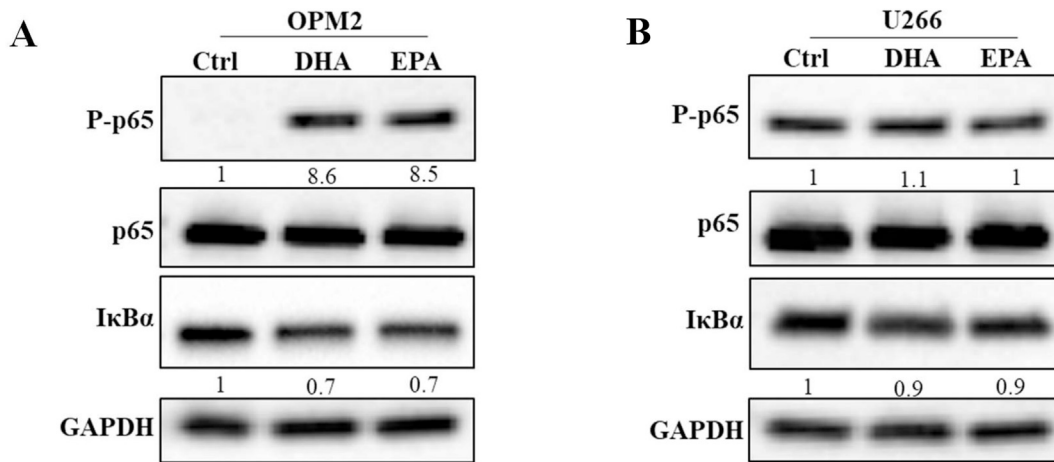 A
OPM2
Ctrl DHA EPA
P-p65
1 8.6 8.5
p65
IκBα
1 0.7 0.7
GAPDH
B
U266
Ctrl DHA EPA
P-p65
1 1.1 1
p65
IκBα
1 0.9 0.9
GAPDH